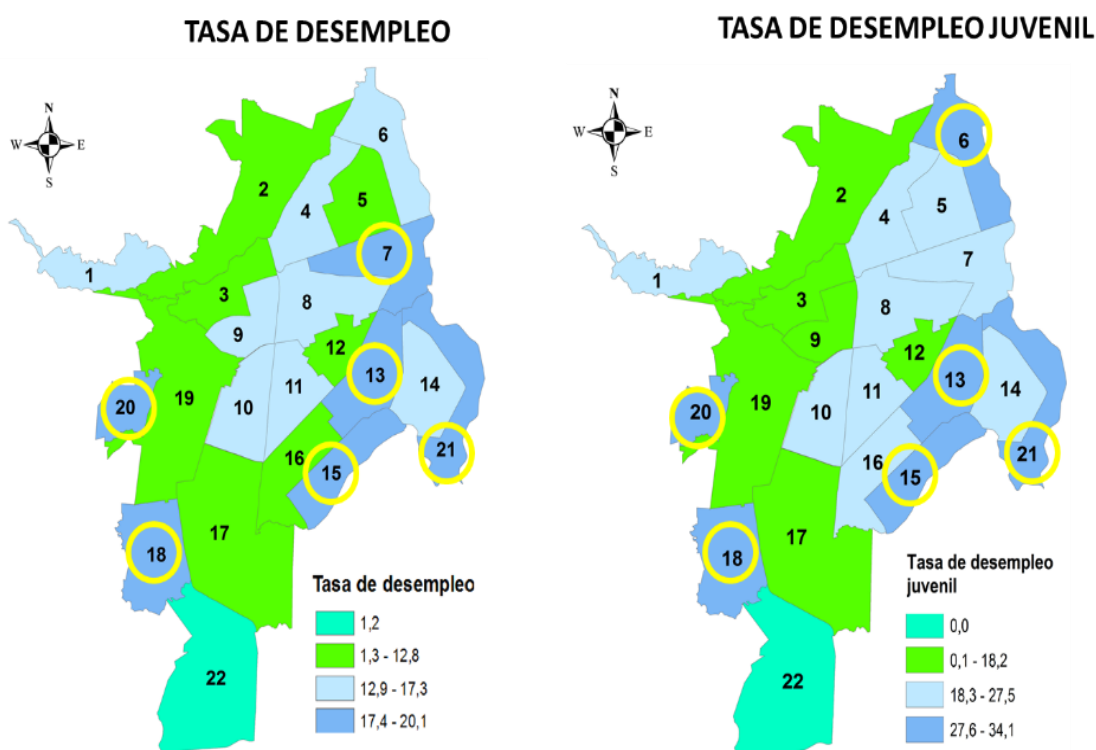 TASA DE DESEMPLEO
N
W E
S
6
2
5
4
7
1
3
8
9
12
13
14
11
19
20
10
21
16
15
17
18
22
Tasa de desempleo
1,2
1,3 - 12,8
12,9 - 17,3
17,4 - 20,1
TASA DE DESEMPLEO JUVENIL
N
W E
S
6
2
5
4
7
1
3
8
9
12
13
14
11
19
20
10
21
16
15
17
18
22
Tasa de desempleo
juvenil
0,0
0,1 - 18,2
18,3 - 27,5
27,6 - 34,1